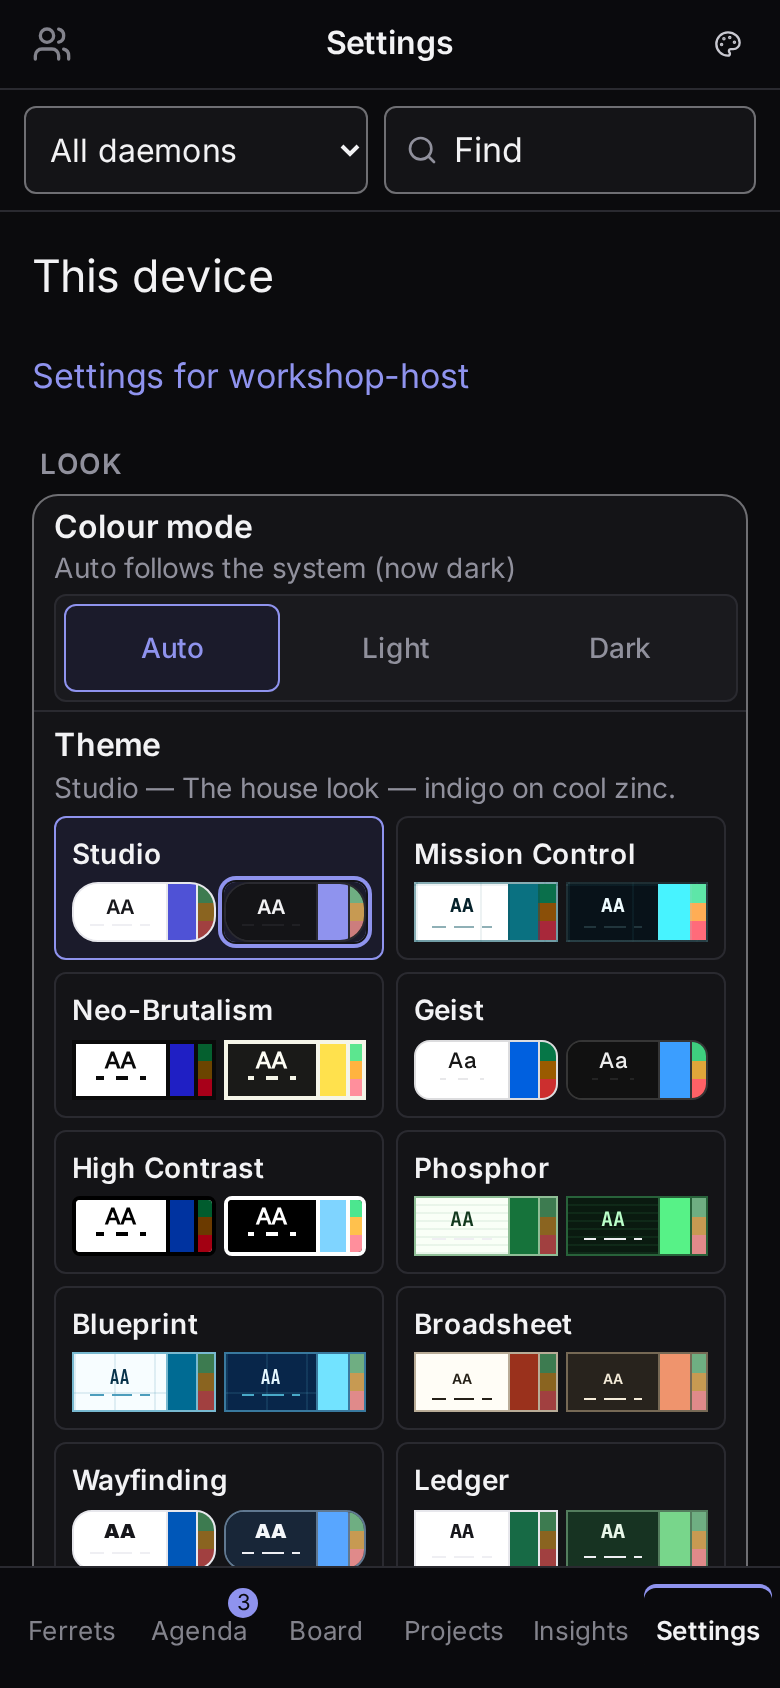 Settings
All daemons
Find
This device
Settings for workshop-host
LOOK
Colour mode
Auto follows the system (now dark)
Auto
Light
Dark
Theme
Studio — The house look — indigo on cool zinc.
Studio
AA
AA
Mission Control
AA
AA
Neo-Brutalism
AA
AA
Geist
Aa
Aa
High Contrast
AA
AA
Phosphor
AA
AA
Blueprint
AA
AA
Broadsheet
AA
AA
Wayfinding
AA
AA
Ledger
AA
AA
Ferrets
Agenda
3
Board
Projects
Insights
Settings